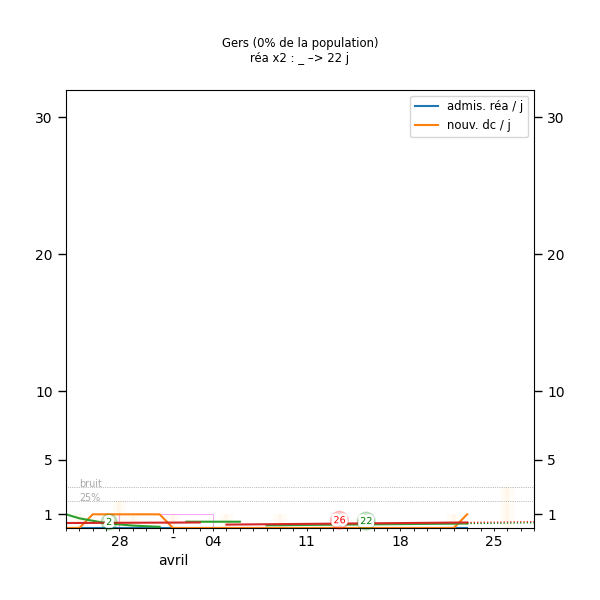 Gers (0% de la population)
réa x2 : _ –> 22 j
admis. réa / j
nouv. dc / j
30 30
20 20
10 10
5 5
bruit
25%
1 1
2 26 22
28 - 04 11 18 25
avril